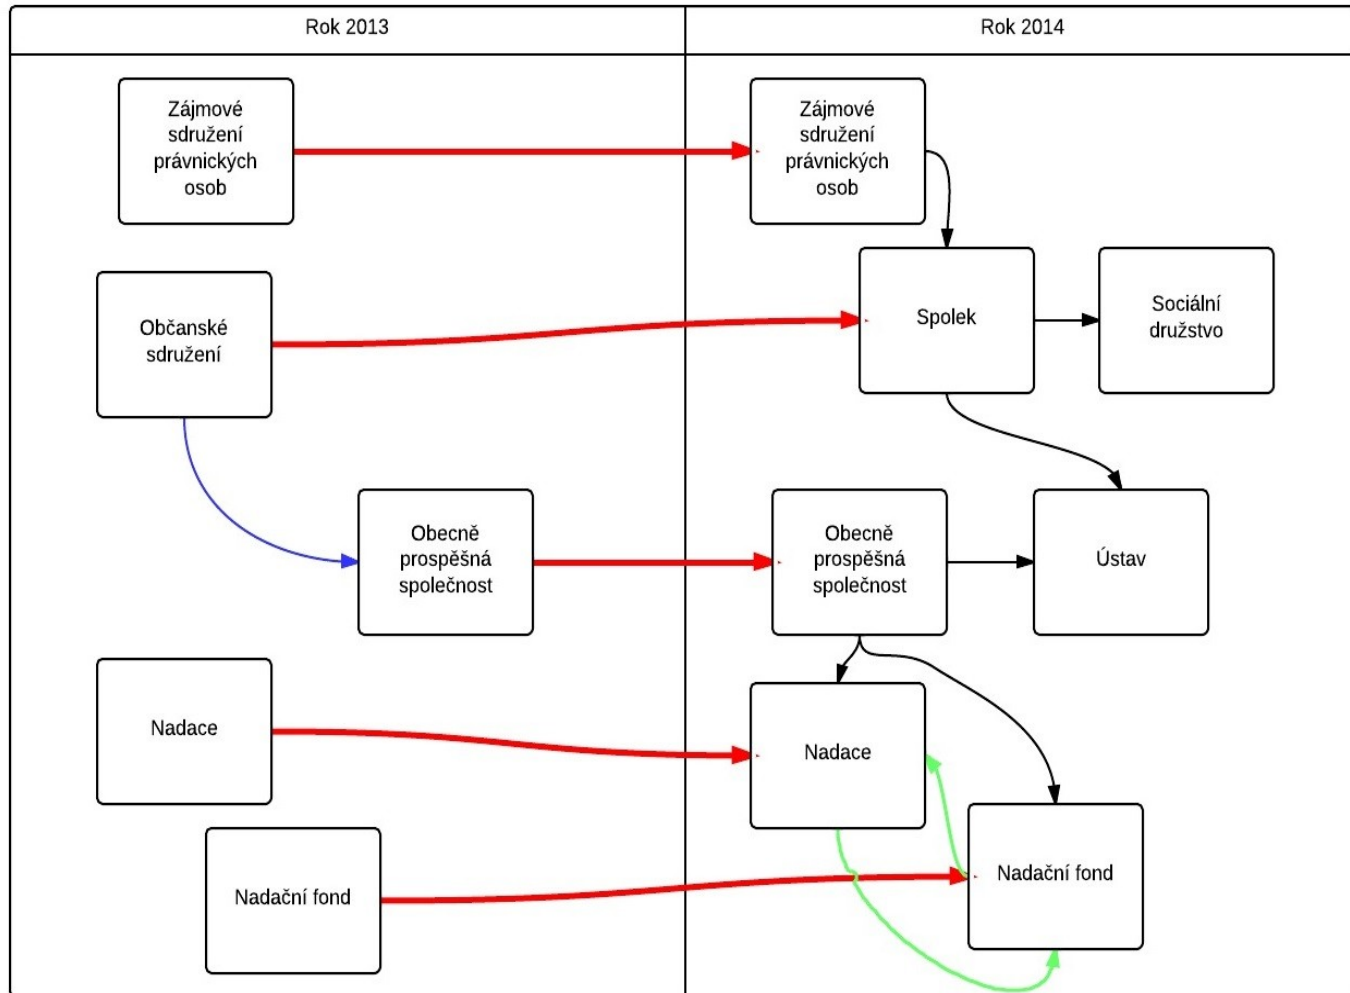 Rok 2013
Rok 2014
Zájmové
sdružení
právnických
osob
Zájmové
sdružení
právnických
osob
Občanské
sdružení
Spolek
Sociální
družstvo
Obecně
prospěšná
společnost
Obecně
prospěšná
společnost
Ústav
Nadace
Nadace
Nadační fond
Nadační fond